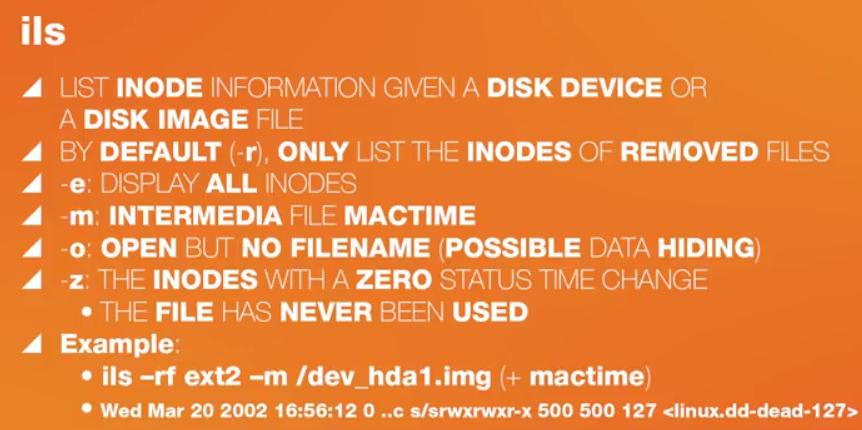 ils
LIST INODE INFORMATION GIVEN A DISK DEVICE OR
A DISK IMAGE FILE
BY DEFAULT (-r), ONLY LIST THE INODES OF REMOVED FILES
-e: DISPLAY ALL INODES
-m: INTERMEDIA FILE MACTIME
-o: OPEN BUT NO FILENAME (POSSIBLE DATA HIDING)
-z: THE INODES WITH A ZERO STATUS TIME CHANGE
• THE FILE HAS NEVER BEEN USED
Example:
• ils –rf ext2 –m /dev_hda1.img (+ mactime)
• Wed Mar 20 2002 16:56:12 0 ..c s/srwxrwxr-x 500 500 127 <linux.dd-dead-127>